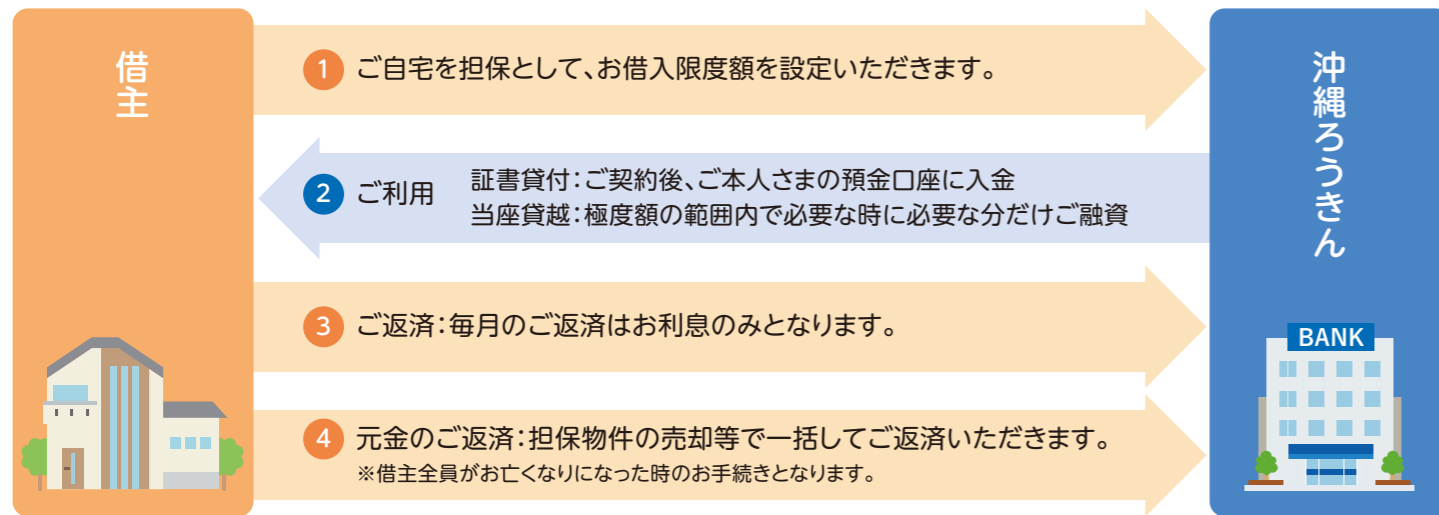 借主
1 ご自宅を担保として、お借入限度額を設定いただきます。
2 ご利用
証書貸付：ご契約後、ご本人さまの預金口座に入金
当座貸越：極度額の範囲内で必要な時に必要な分だけご融資
3 ご返済：毎月のご返済はお利息のみとなります。
4 元金のご返済：担保物件の売却等で一括してご返済いただきます。
※借主全員がお亡くなりになった時のお手続きとなります。
沖縄ろうきん
BANK